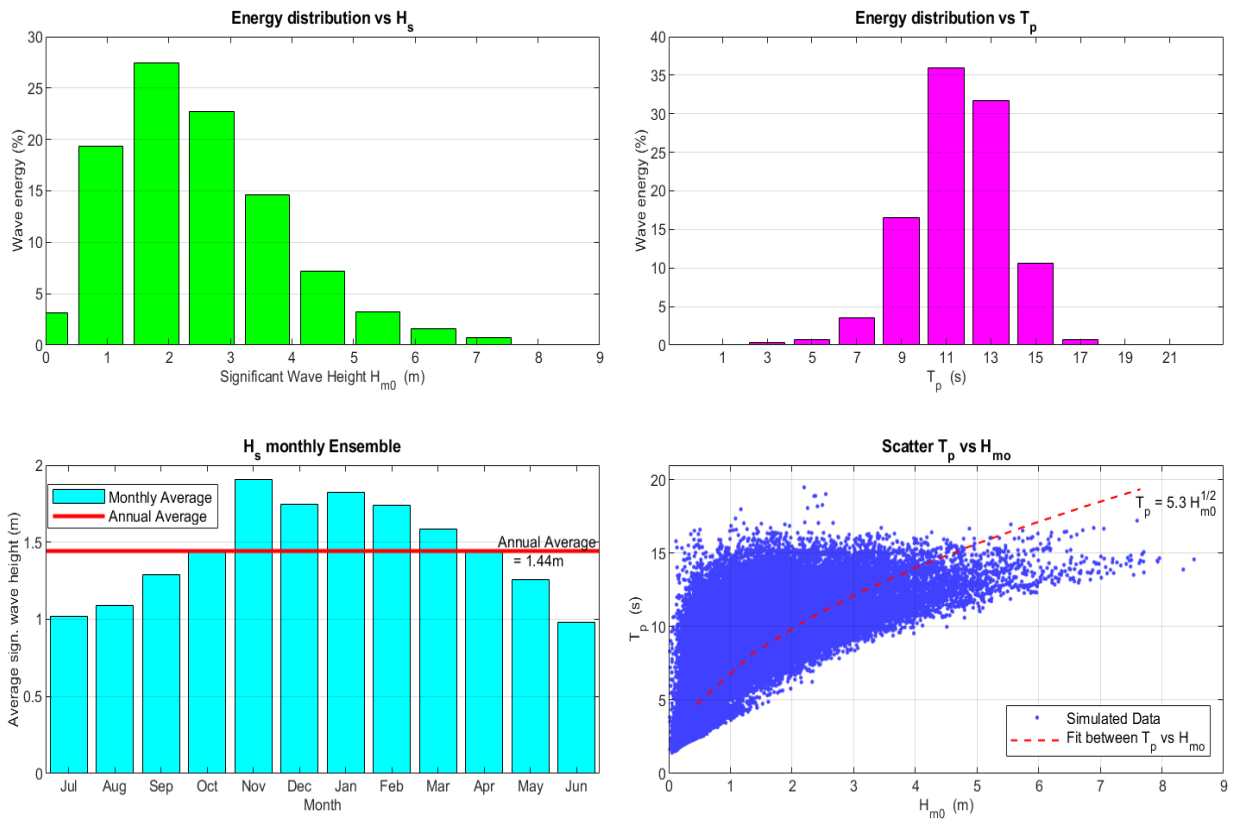 Energy distribution vs Hs
Wave energy (%)
30
25
20
15
10
5
0
0 1 2 3 4 5 6 7 8 9
Significant Wave Height Hm0 (m)
Energy distribution vs Tp
Wave energy (%)
40
35
30
25
20
15
10
5
0
1 3 5 7 9 11 13 15 17 19 21
Tp (s)
Hs monthly Ensemble
Average sign. wave height (m)
2
1.5
1
0.5
0
Monthly Average
Annual Average
Annual Average
= 1.44m
Jul Aug Sep Oct Nov Dec Jan Feb Mar Apr May Jun
Month
Scatter Tp vs Hmo
Tp (s)
20
15
10
5
0
Tp = 5.3 Hm0^1/2
Simulated Data
Fit between Tp vs Hmo
0 1 2 3 4 5 6 7 8 9
Hm0 (m)